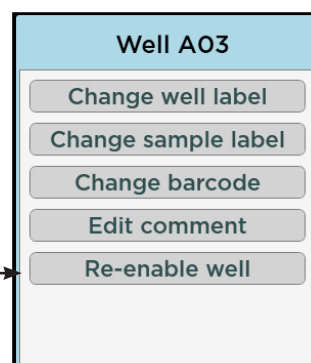 Well A03
Change well label
Change sample label
Change barcode
Edit comment
Re-enable well